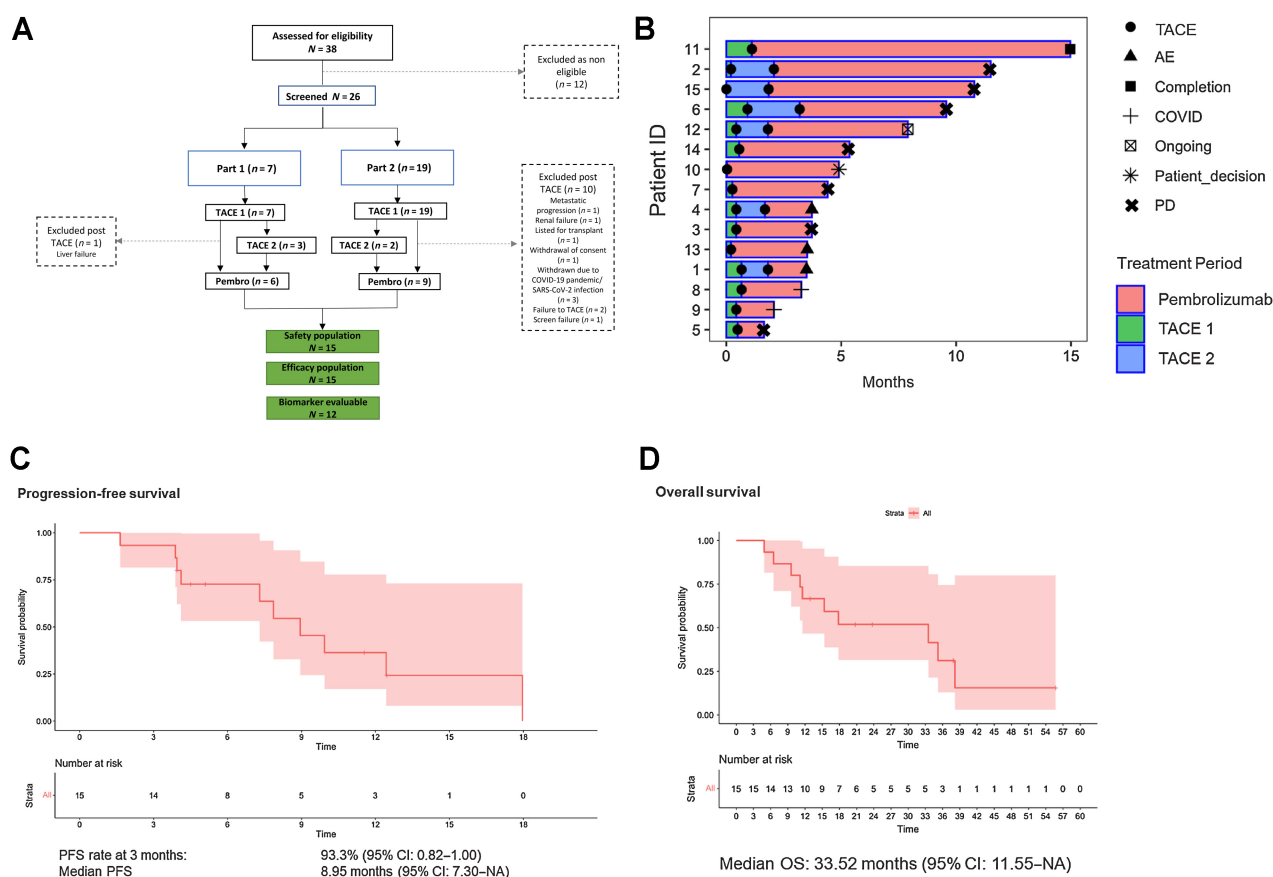 A
Assessed for eligibility
N = 38
Excluded as non
eligible
(n = 12)
Screened N = 26
Part 1 (n = 7)
Part 2 (n = 19)
TACE 1 (n = 7)
TACE 1 (n = 19)
Excluded post
TACE (n = 1)
Liver failure
TACE 2 (n = 3)
TACE 2 (n = 2)
Pembro (n = 6)
Pembro (n = 9)
Excluded post
TACE (n = 10)
Metastatic
progression (n = 1)
Renal failure (n = 1)
Listed for transplant
(n = 1)
Withdrawal of consent
(n = 1)
Withdrawn due to
COVID-19 pandemic/
SARS-CoV-2 infection
(n = 3)
Failure to TACE (n = 2)
Screen failure (n = 1)
Safety population
N = 15
Efficacy population
N = 15
Biomarker evaluable
N = 12
B
Patient ID
11
2
15
6
12
14
10
7
4
3
13
1
8
9
5
0 5 10 15
Months
TACE
AE
Completion
COVID
Ongoing
Patient_decision
PD
Treatment Period
Pembrolizumab
TACE 1
TACE 2
C
Progression-free survival
Survival probability
1.00
0.75
0.50
0.25
0.00
0 3 6 9 12 15 18
Time
Number at risk
Strata
All 15 14 8 5 3 1 0
0 3 6 9 12 15 18
Time
PFS rate at 3 months: 93.3% (95% CI: 0.82–1.00)
Median PFS 8.95 months (95% CI: 7.30–NA)
D
Overall survival
Strata All
Survival probability
1.00
0.75
0.50
0.25
0.00
0 3 6 9 12 15 18 21 24 27 30 33 36 39 42 45 48 51 54 57 60
Time
Number at risk
Strata
All 15 15 14 13 10 9 7 6 5 5 5 5 3 1 1 1 1 1 1 0 0
0 3 6 9 12 15 18 21 24 27 30 33 36 39 42 45 48 51 54 57 60
Time
Median OS: 33.52 months (95% CI: 11.55–NA)